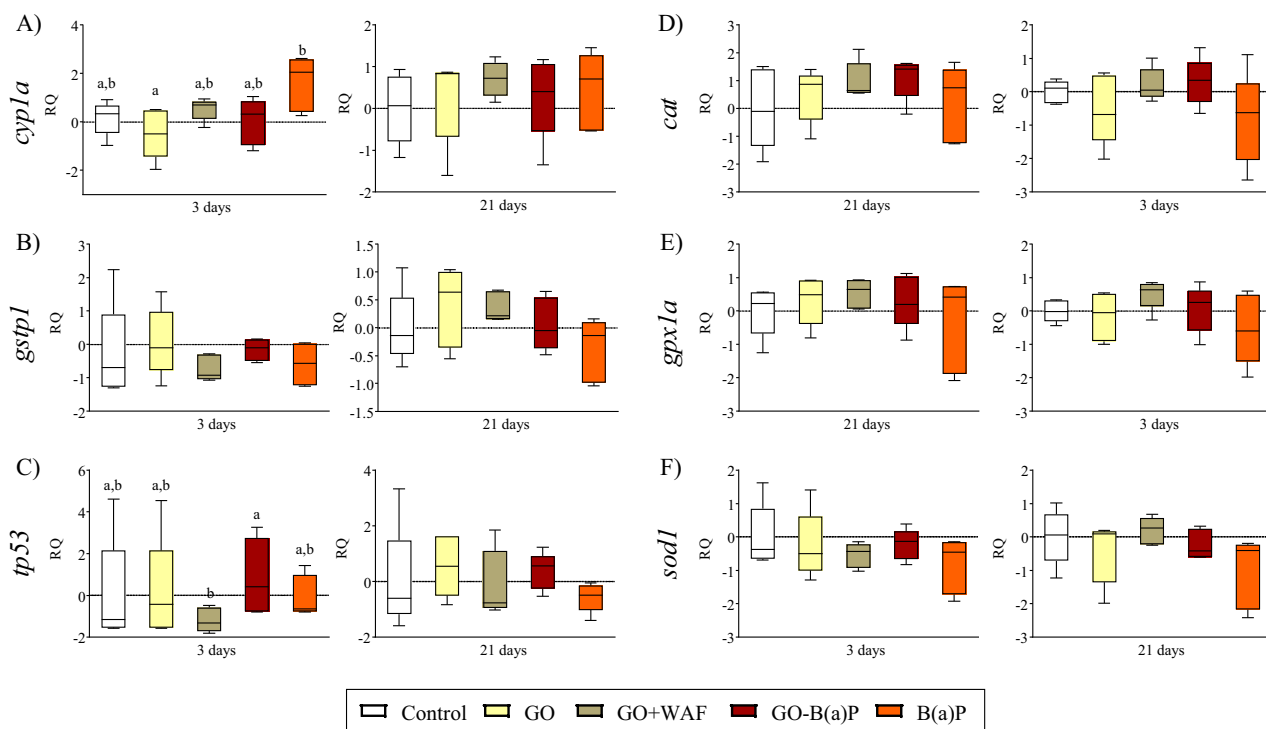 A)
cyp1a
RQ
4
2
0
-2
a,b
a
a,b
a,b
b
3 days
2
1
0
-1
-2
RQ
21 days
B)
gstp1
RQ
3
2
1
0
-1
-2
3 days
RQ
1.5
1.0
0.5
0.0
-0.5
-1.0
-1.5
21 days
C)
tp53
RQ
6
4
2
0
-2
a,b
a,b
b
a
a,b
3 days
RQ
4
2
0
-2
21 days
D)
cat
RQ
3
2
1
0
-1
-2
-3
21 days
RQ
2
1
0
-1
-2
-3
3 days
E)
gpx1a
RQ
2
1
0
-1
-2
-3
21 days
RQ
2
1
0
-1
-2
-3
3 days
F)
sod1
RQ
2
1
0
-1
-2
-3
3 days
RQ
2
1
0
-1
-2
-3
21 days
Control GO GO+WAF GO-B(a)P B(a)P